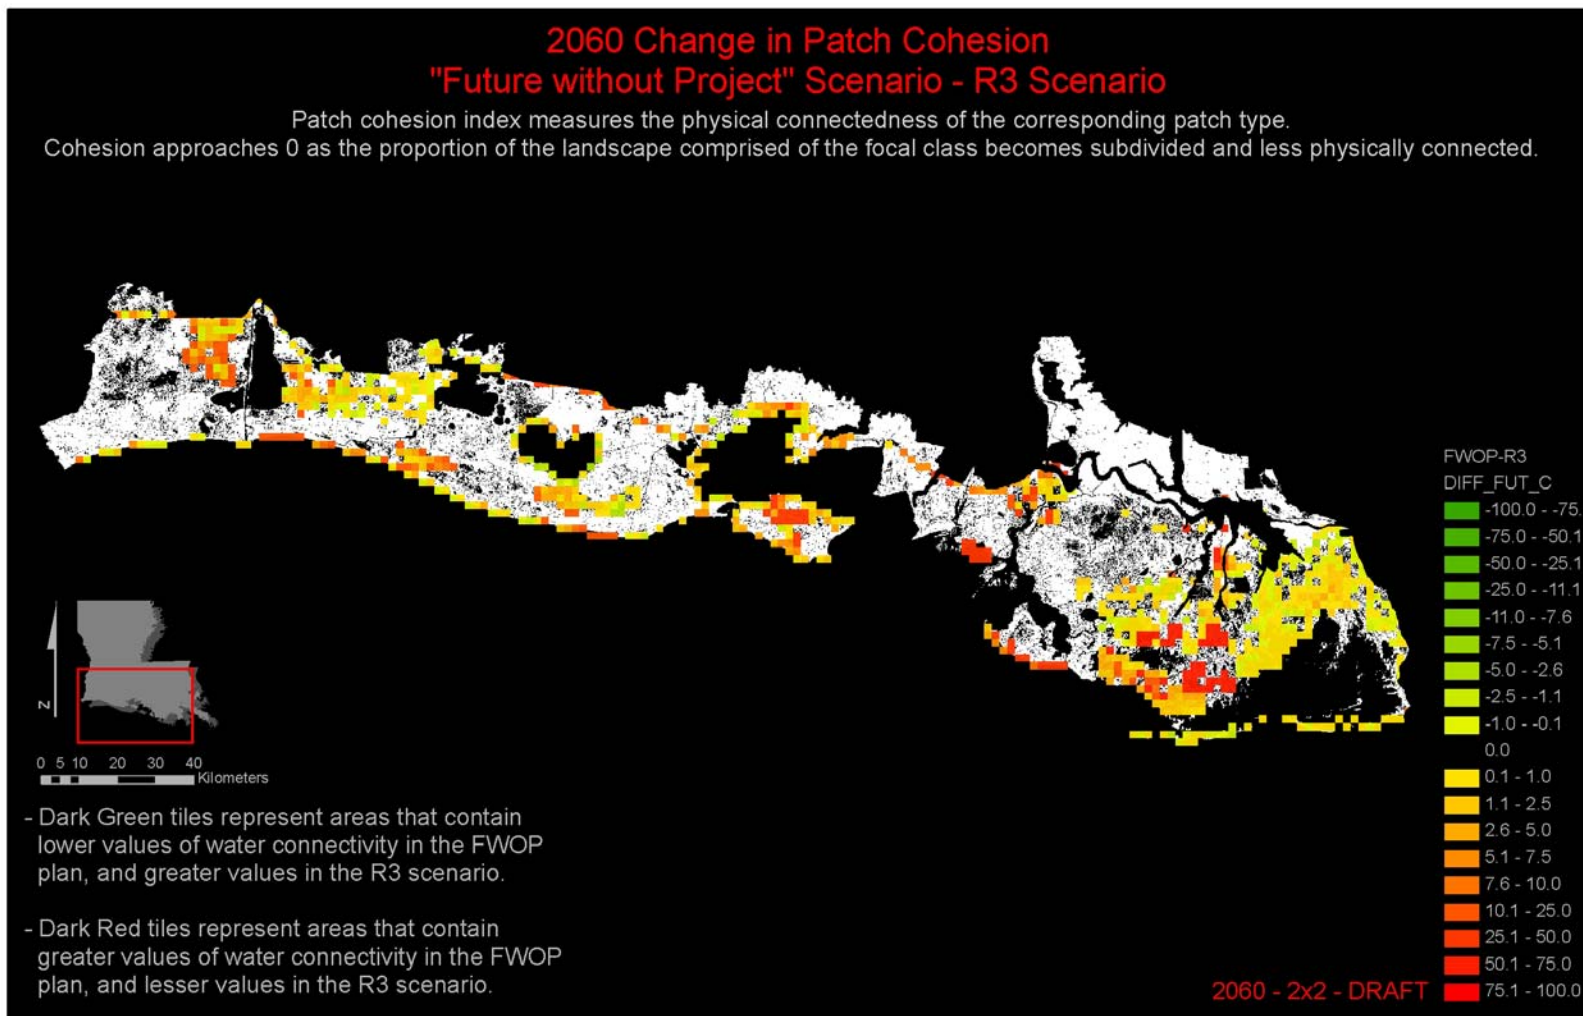 2060 Change in Patch Cohesion
"Future without Project" Scenario - R3 Scenario
Patch cohesion index measures the physical connectedness of the corresponding patch type.
Cohesion approaches 0 as the proportion of the landscape comprised of the focal class becomes subdivided and less physically connected.
FWOP-R3
DIFF_FUT_C
-100.0 - -75.
-75.0 - -50.1
-50.0 - -25.1
-25.0 - -11.1
-11.0 - -7.6
-7.5 - -5.1
-5.0 - -2.6
-2.5 - -1.1
-1.0 - -0.1
0.0
0.1 - 1.0
1.1 - 2.5
2.6 - 5.0
5.1 - 7.5
7.6 - 10.0
10.1 - 25.0
25.1 - 50.0
50.1 - 75.0
75.1 - 100.0
N
0 5 10 20 30 40
Kilometers
- Dark Green tiles represent areas that contain
lower values of water connectivity in the FWOP
plan, and greater values in the R3 scenario.
- Dark Red tiles represent areas that contain
greater values of water connectivity in the FWOP
plan, and lesser values in the R3 scenario.
2060 - 2x2 - DRAFT